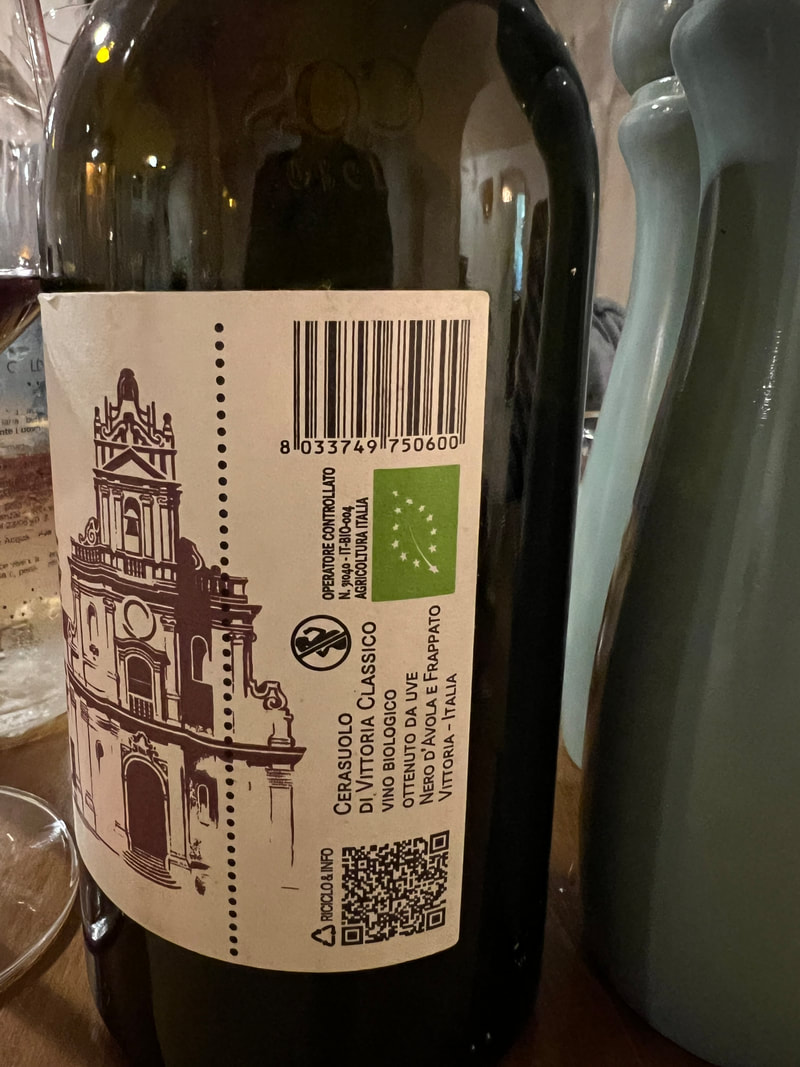 8 033749 750600
OPERATORE CONTROLLATO
N. 91040 - IT-BIO-004
AGRICOLTURA ITALIA
CERASUOLO
DI VITTORIA CLASSICO
VINO BIOLOGICO
OTTENUTO DA UVE
NERO D'AVOLA E FRAPPATO
VITTORIA - ITALIA
RICICLO & INFO